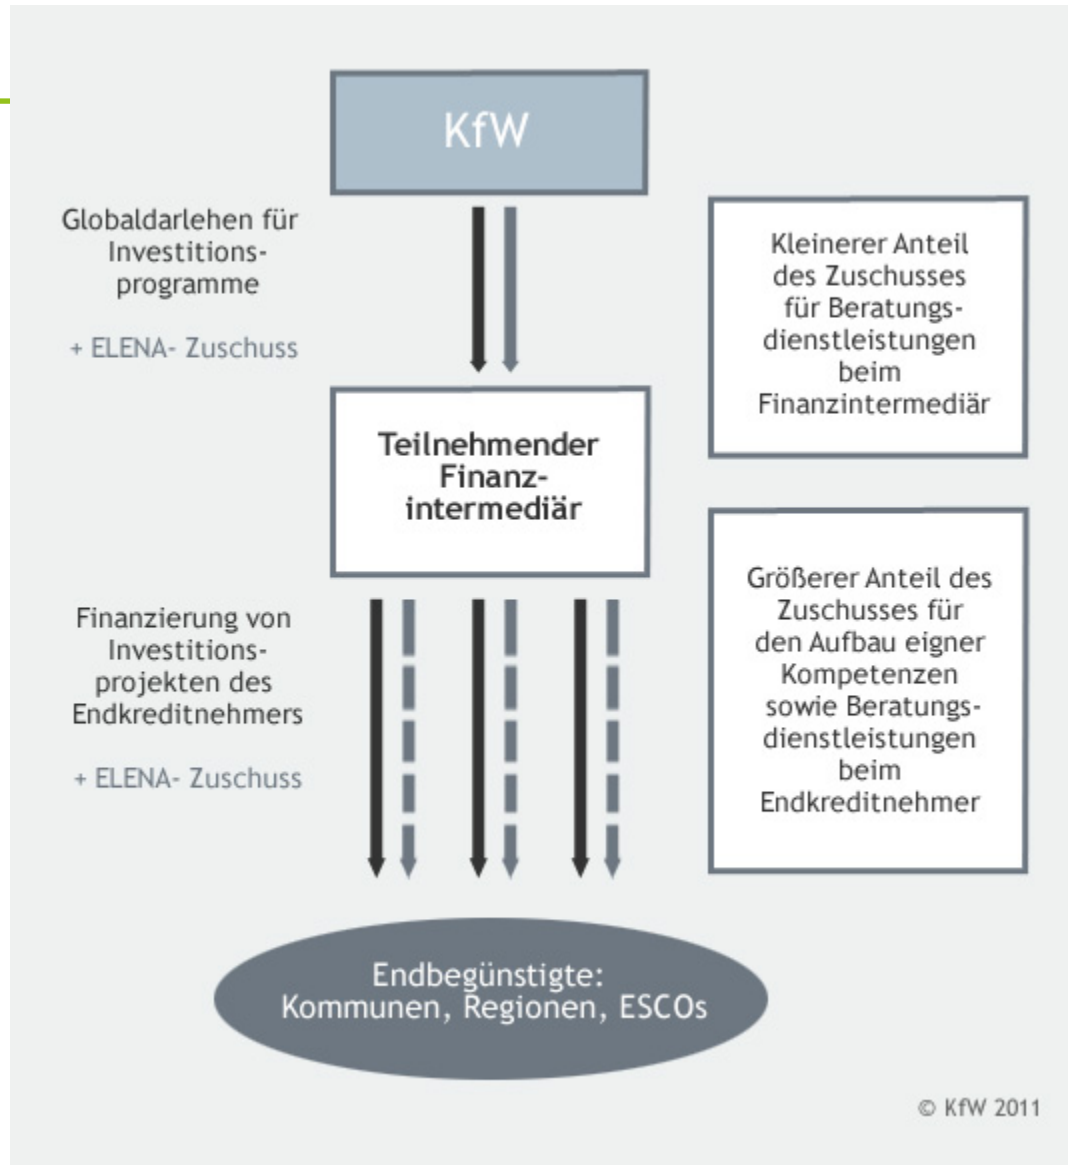 KfW
Globaldarlehen für
Investitions-
programme
+ ELENA- Zuschuss
Kleinerer Anteil
des Zuschusses
für Beratungs-
dienstleistungen
beim
Finanzintermediär
Teilnehmender
Finanz-
intermediär
Größerer Anteil des
Zuschusses für
den Aufbau eigner
Kompetenzen
sowie Beratungs-
dienstleistungen
beim
Endkreditnehmer
Finanzierung von
Investitions-
projekten des
Endkreditnehmers
+ ELENA- Zuschuss
Endbegünstigte:
Kommunen, Regionen, ESCOs
© KfW 2011